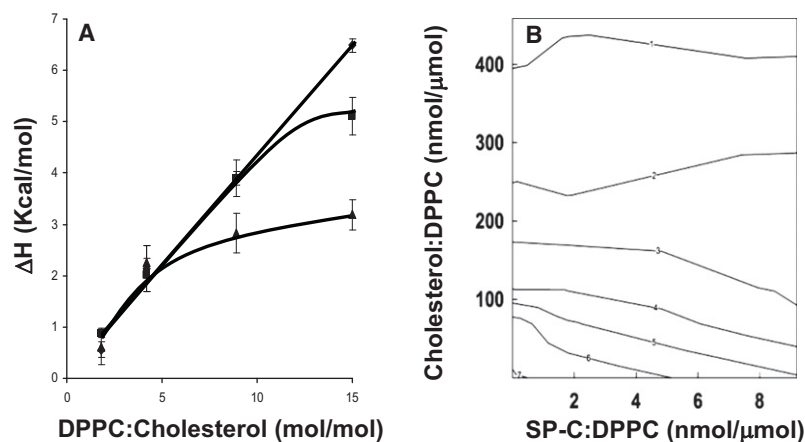 A
7
6
5
4
3
2
1
0
ΔH (Kcal/mol)
0 5 10 15
DPPC:Cholesterol (mol/mol)
B
400
300
200
100
Cholesterol:DPPC (nmol/μmol)
1
2
3
4
5
6
7
2 4 6 8
SP-C:DPPC (nmol/μmol)